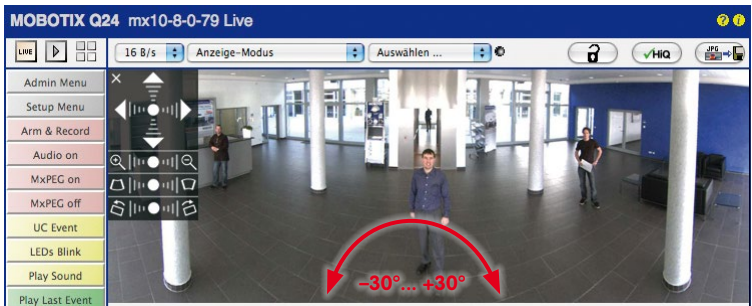 MOBOTIX Q24 mx10-8-0-79 Live
? i
LIVE 16 B/s Anzeige-Modus Auswählen ... HiQ JPG
Admin Menu
Setup Menu
Arm & Record
Audio on
MxPEG on
MxPEG off
UC Event
LEDs Blink
Play Sound
Play Last Event
–30°... +30°